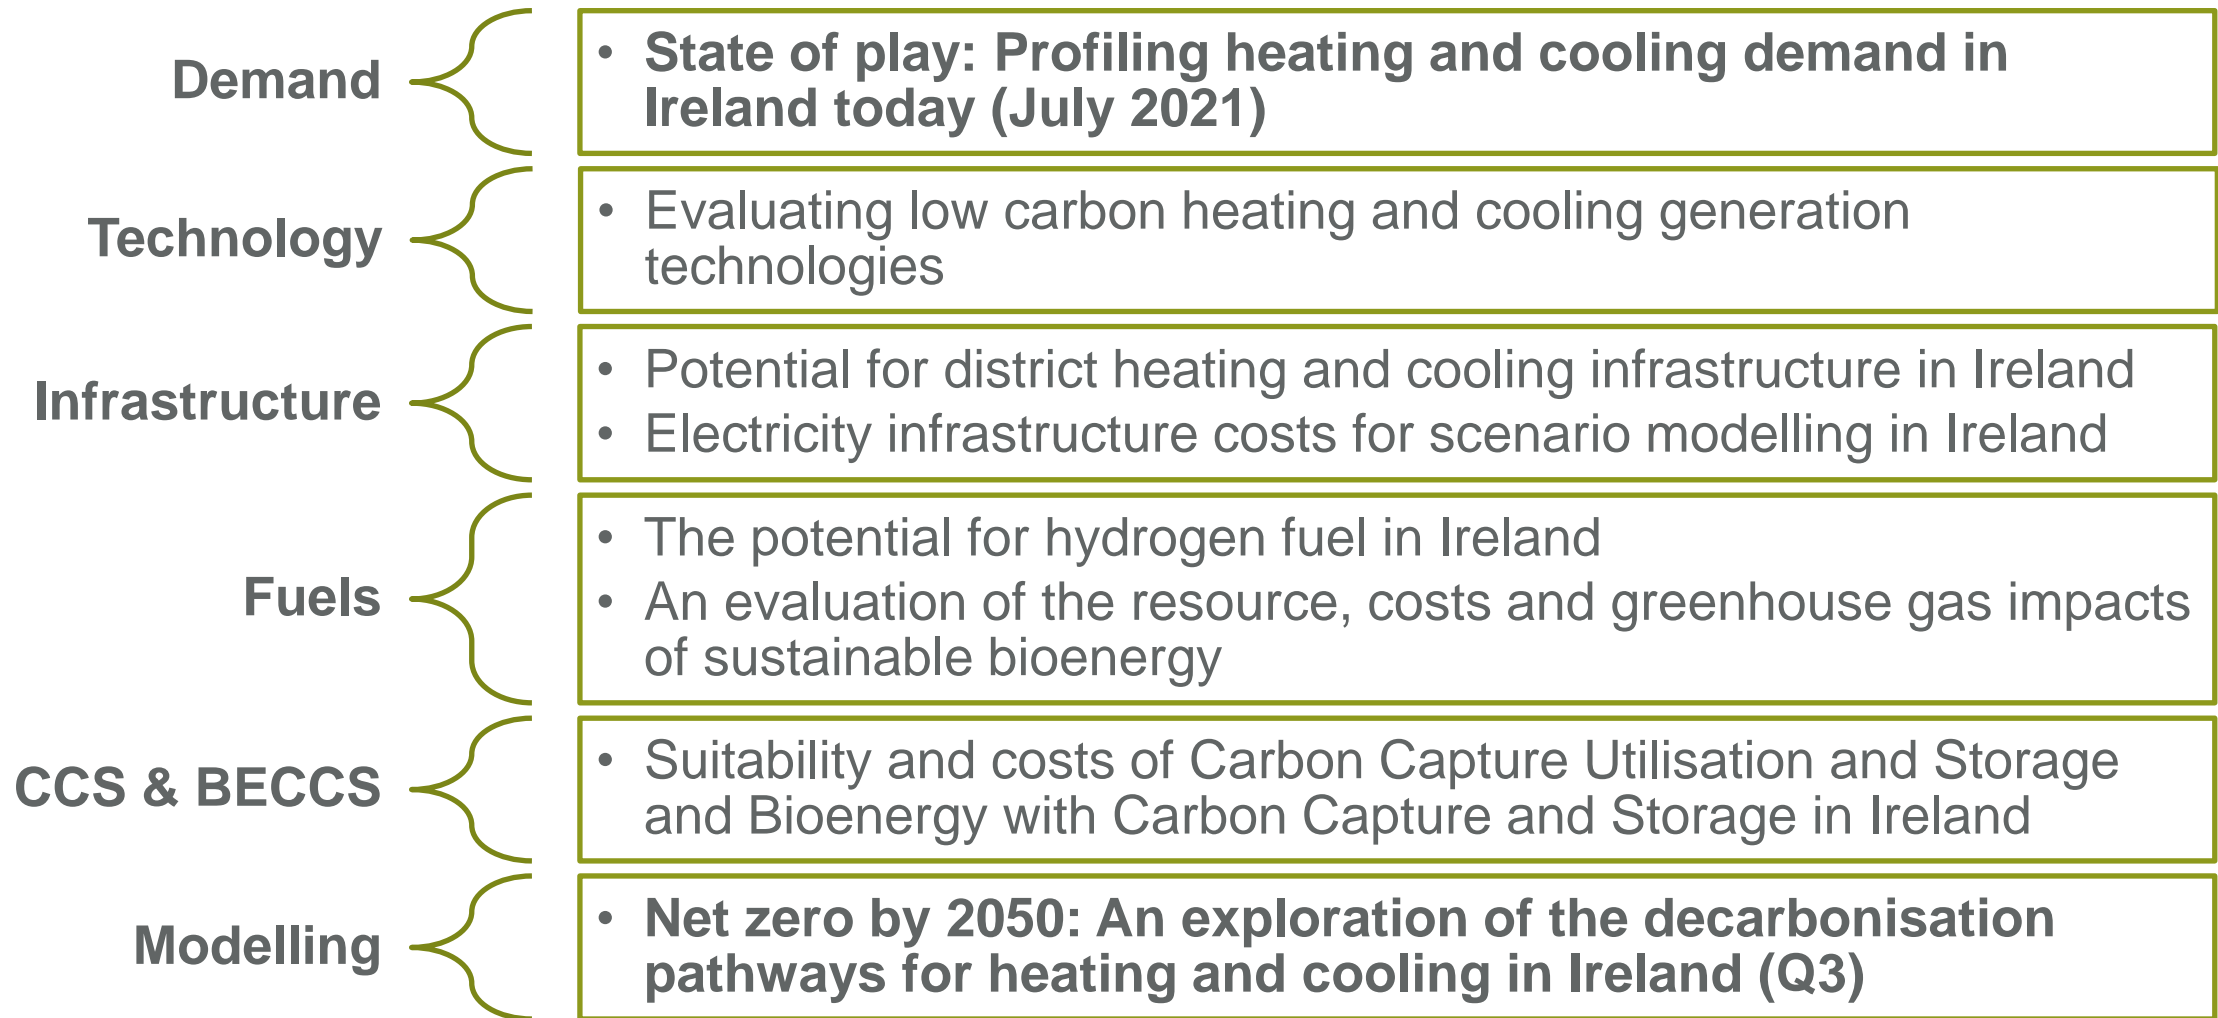 Demand
• State of play: Profiling heating and cooling demand in
Ireland today (July 2021)
Technology
• Evaluating low carbon heating and cooling generation
technologies
Infrastructure
• Potential for district heating and cooling infrastructure in Ireland
• Electricity infrastructure costs for scenario modelling in Ireland
Fuels
• The potential for hydrogen fuel in Ireland
• An evaluation of the resource, costs and greenhouse gas impacts
of sustainable bioenergy
CCS & BECCS
• Suitability and costs of Carbon Capture Utilisation and Storage
and Bioenergy with Carbon Capture and Storage in Ireland
Modelling
• Net zero by 2050: An exploration of the decarbonisation
pathways for heating and cooling in Ireland (Q3)